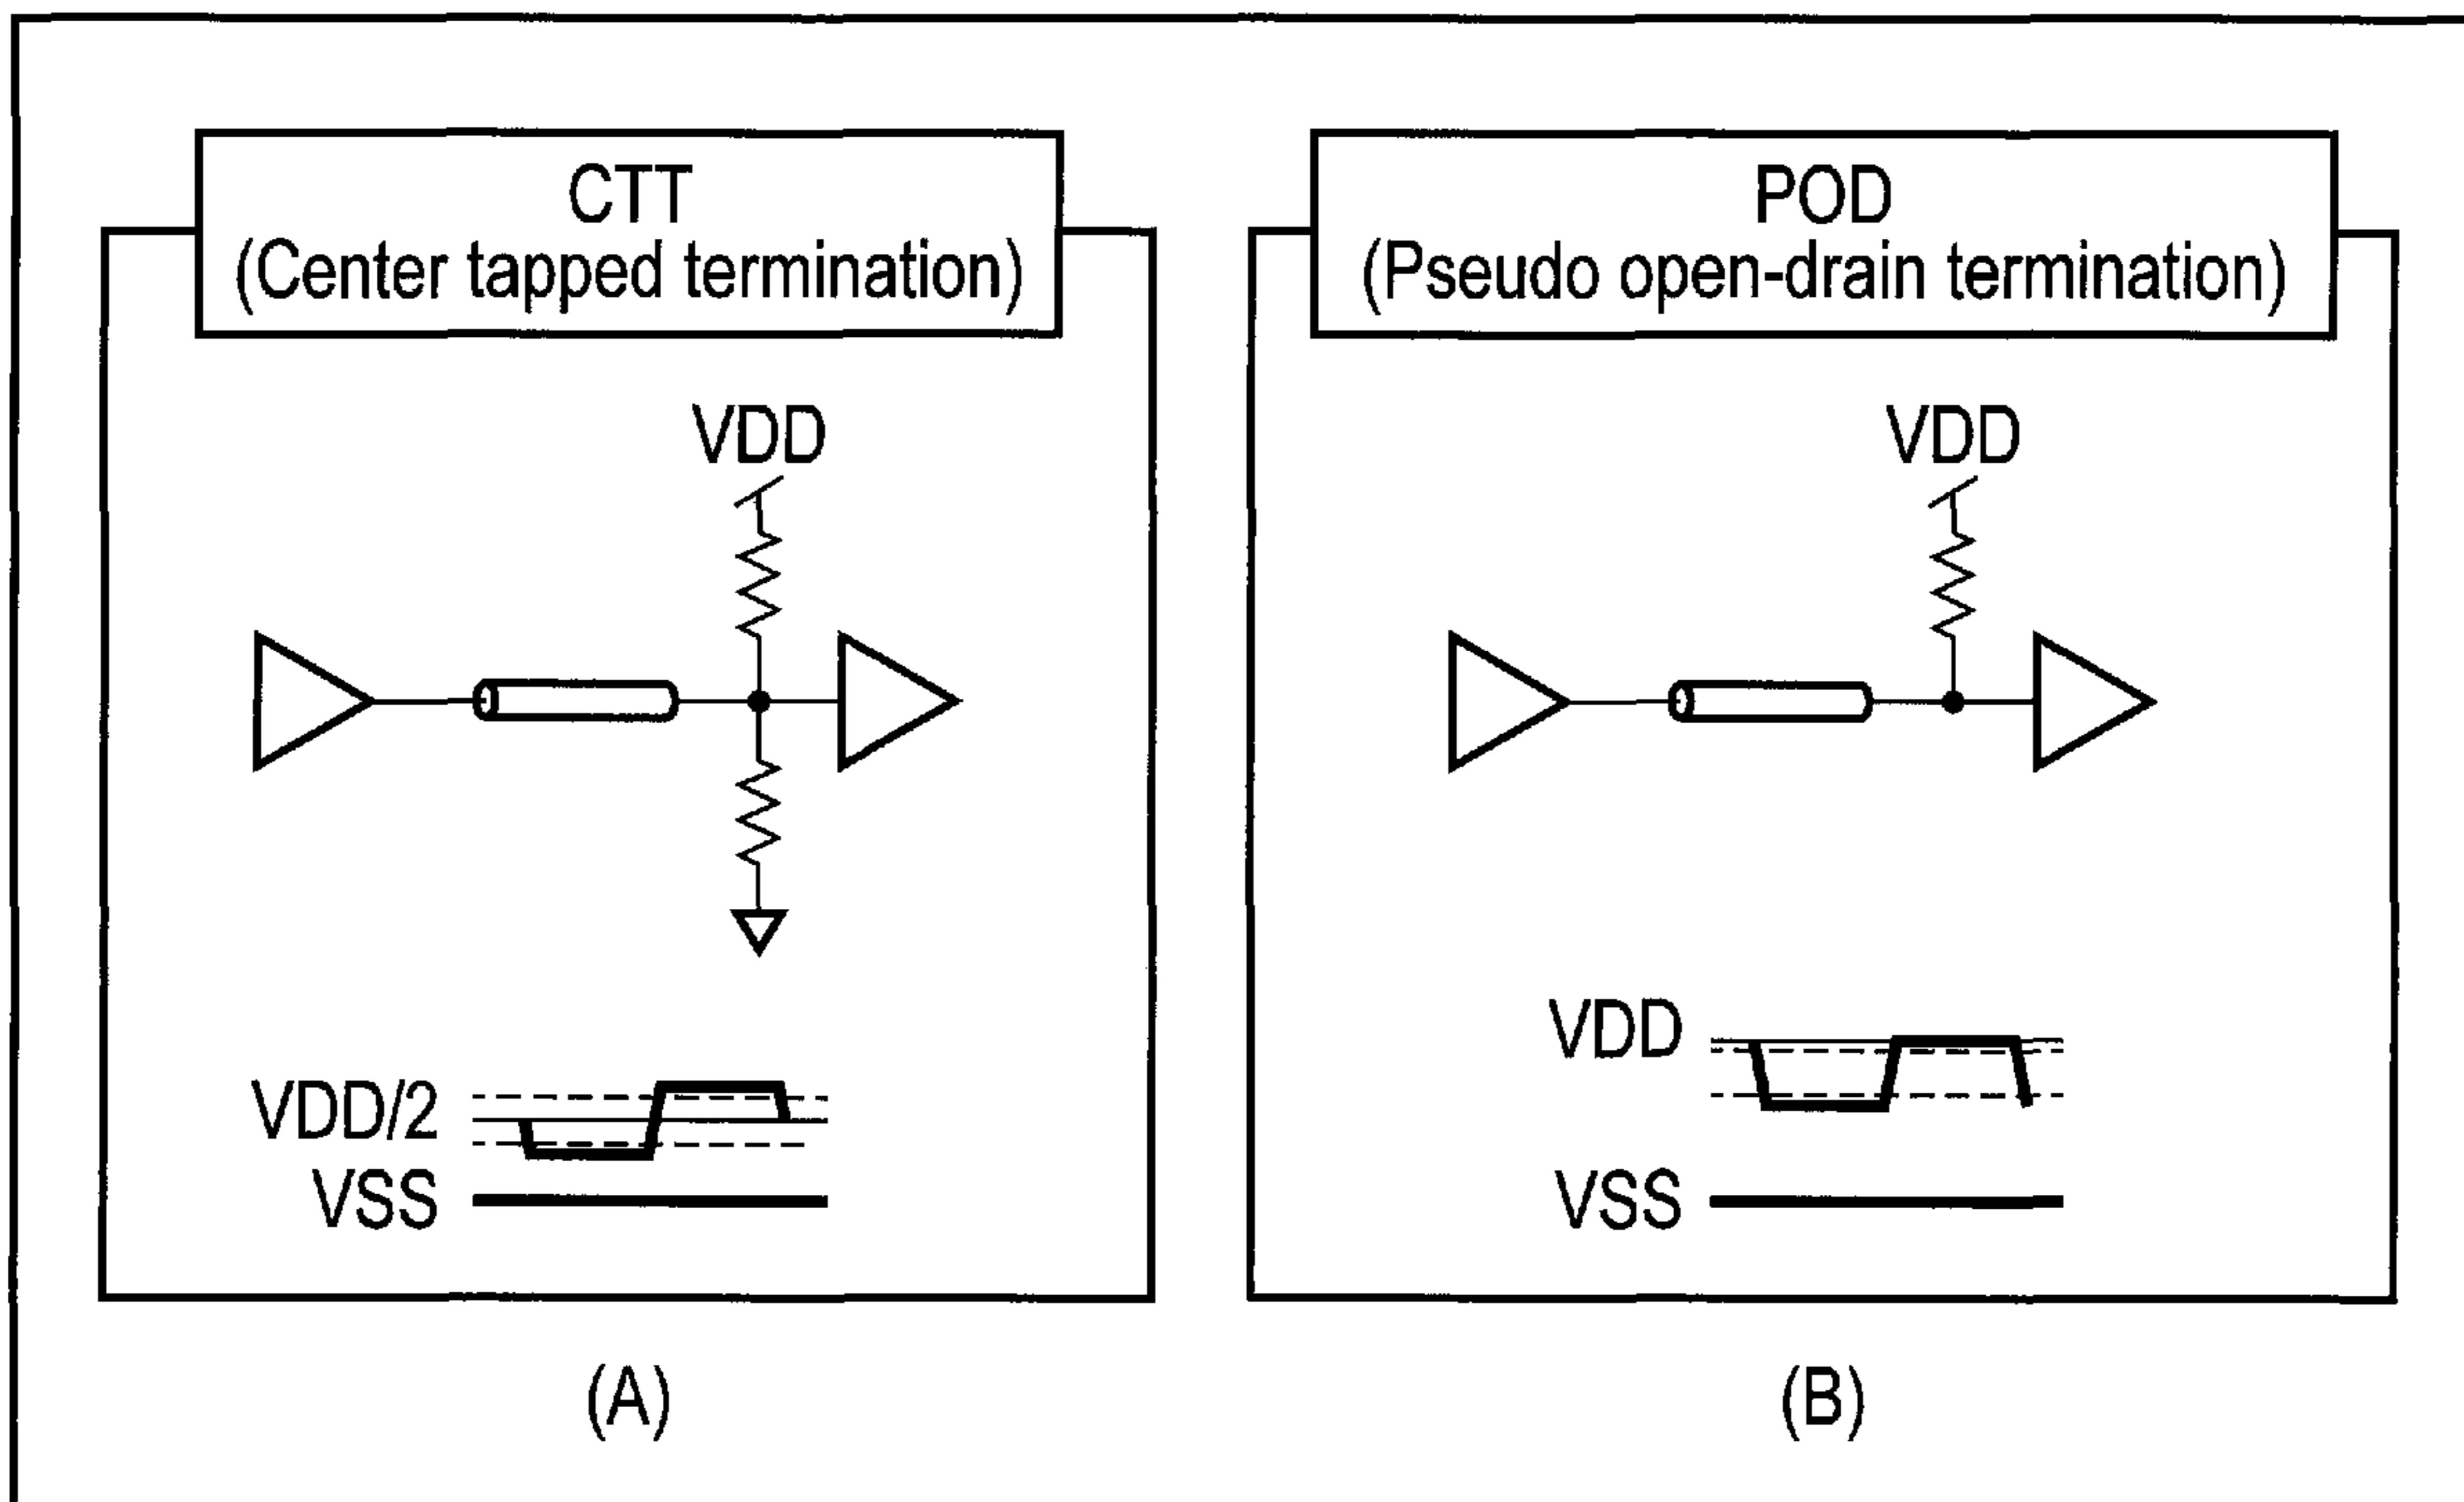 CTT
(Center tapped termination)
VDD
VDD/2
VSS
(A)
POD
(Pseudo open-drain termination)
VDD
VDD
VSS
(B)